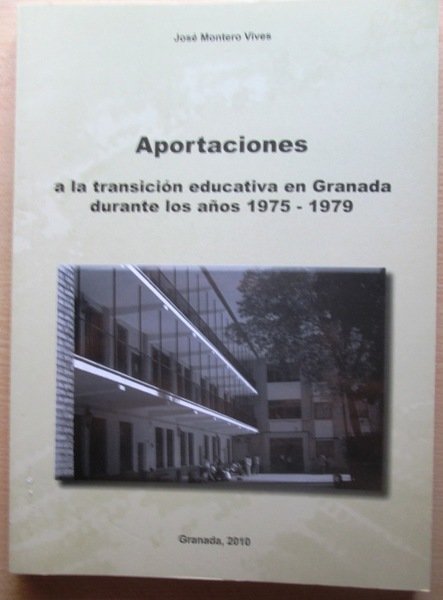 José Montero Vives
Aportaciones
a la transición educativa en Granada
durante los años 1975 - 1979
Granada, 2010